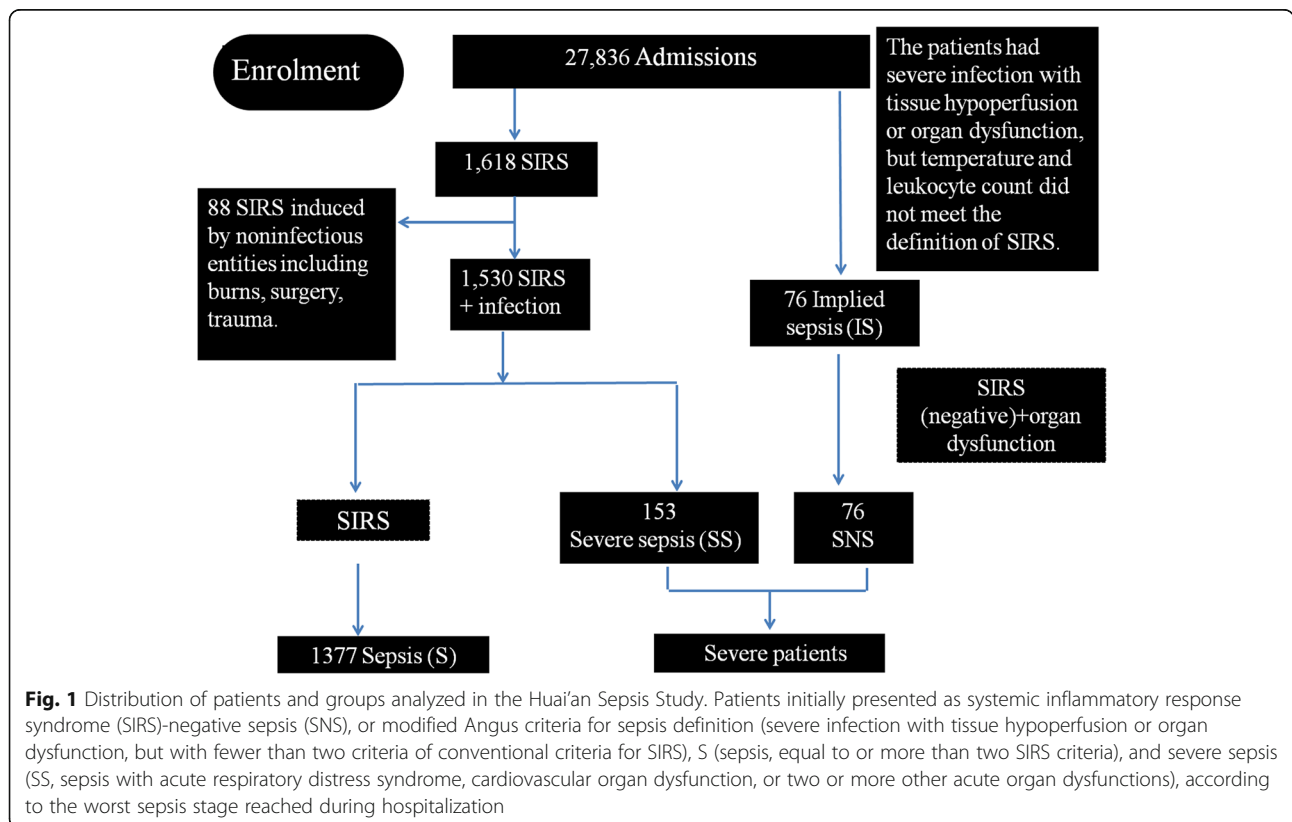 Enrolment
27,836 Admissions
The patients had
severe infection with
tissue hypoperfusion
or organ dysfunction,
but temperature and
leukocyte count did
not meet the
definition of SIRS.
1,618 SIRS
88 SIRS induced
by noninfectious
entities including
burns, surgery,
trauma.
1,530 SIRS
+ infection
76 Implied
sepsis (IS)
SIRS
(negative)+organ
dysfunction
SIRS
153
Severe sepsis (SS)
76
SNS
1377 Sepsis (S)
Severe patients
Fig. 1 Distribution of patients and groups analyzed in the Huai'an Sepsis Study. Patients initially presented as systemic inflammatory response
syndrome (SIRS)-negative sepsis (SNS), or modified Angus criteria for sepsis definition (severe infection with tissue hypoperfusion or organ
dysfunction, but with fewer than two criteria of conventional criteria for SIRS), S (sepsis, equal to or more than two SIRS criteria), and severe sepsis
(SS, sepsis with acute respiratory distress syndrome, cardiovascular organ dysfunction, or two or more other acute organ dysfunctions), according
to the worst sepsis stage reached during hospitalization